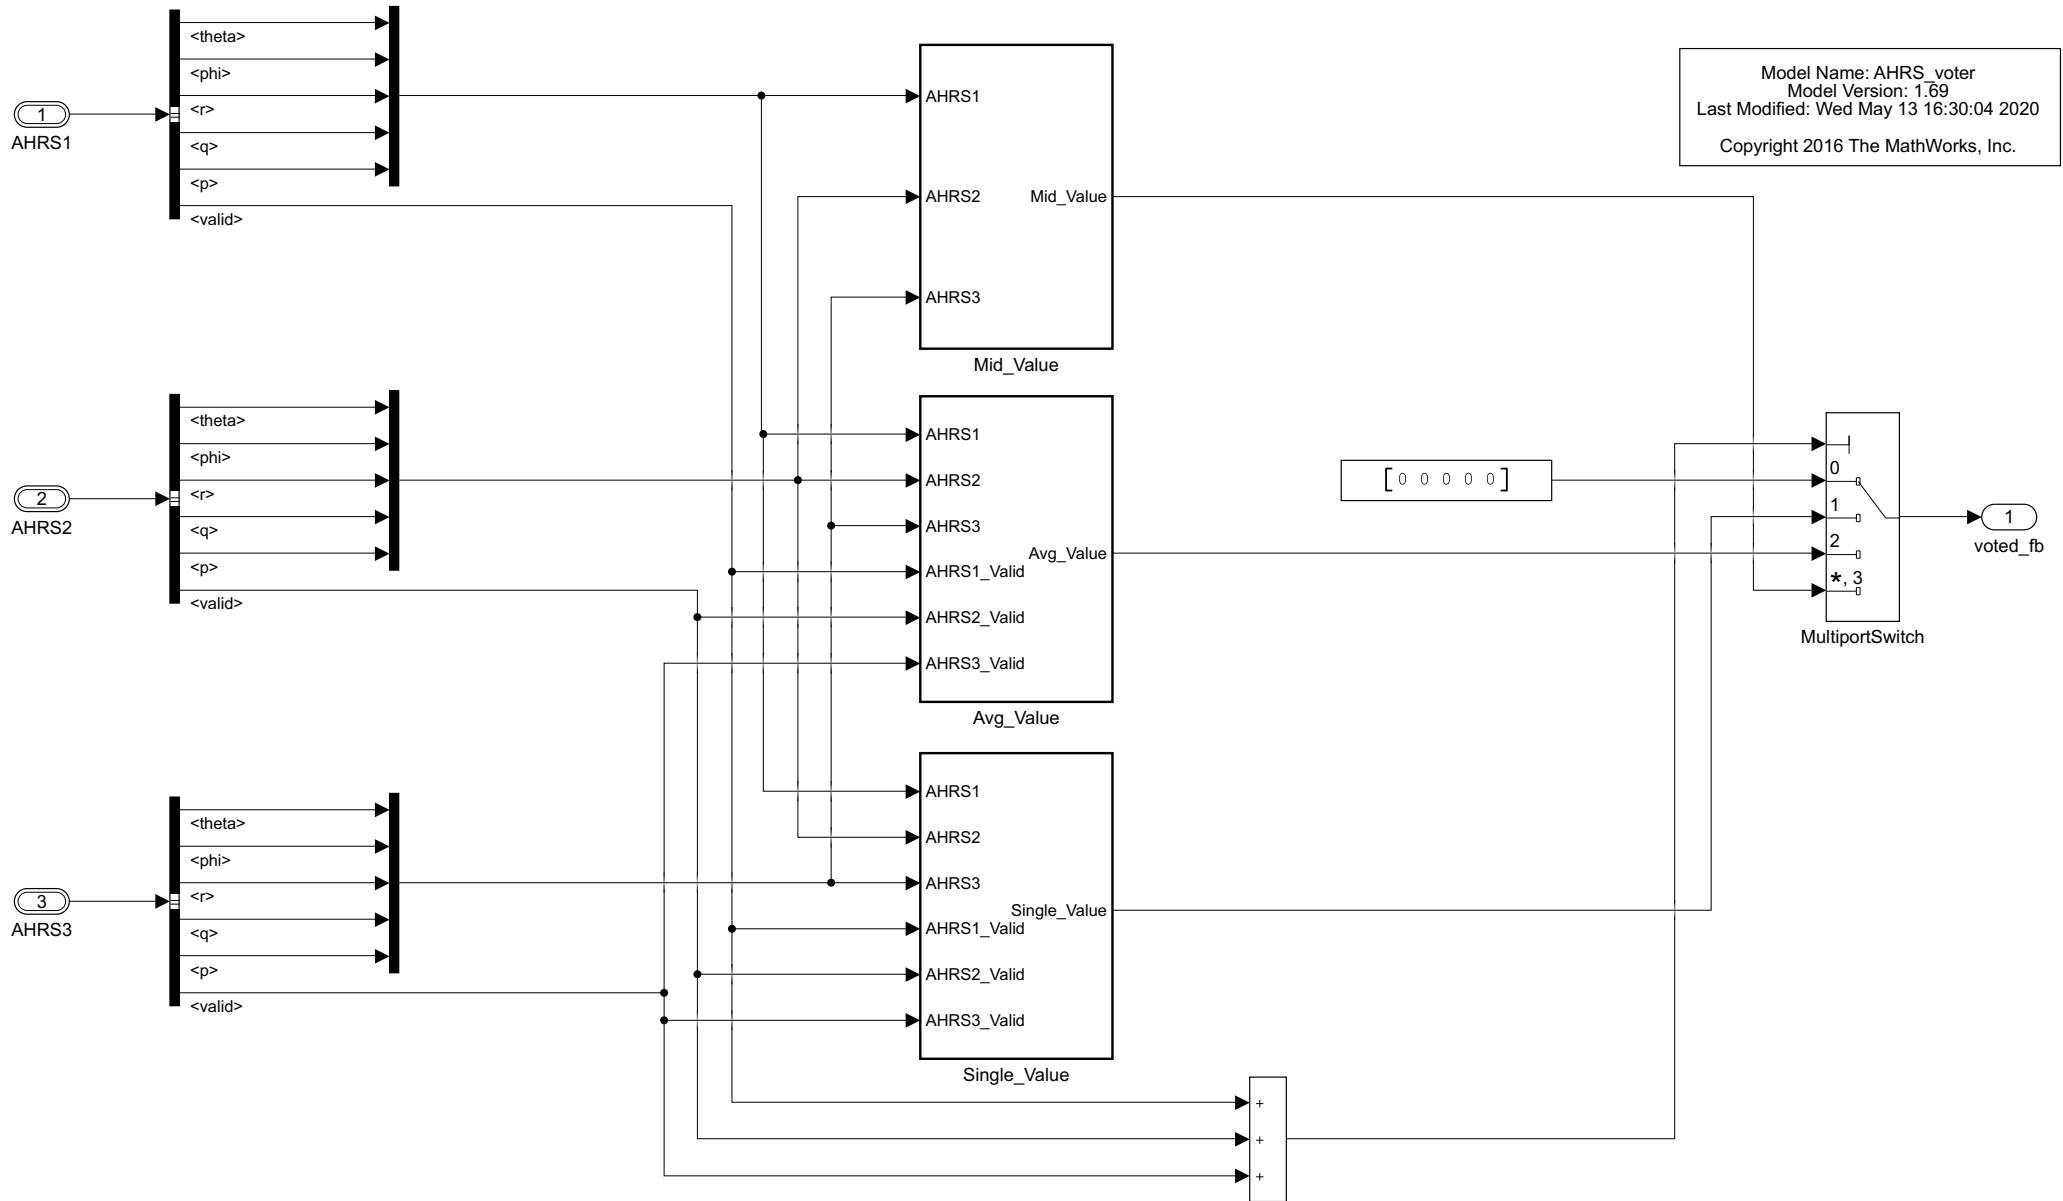 <theta>
<phi>
<r>
<q>
<p>
<valid>
1
AHRS1
AHRS1
AHRS2
AHRS3
Mid_Value
Mid_Value
Model Name: AHRS_voter
Model Version: 1.69
Last Modified: Wed May 13 16:30:04 2020
Copyright 2016 The MathWorks, Inc.
<theta>
<phi>
<r>
<q>
<p>
<valid>
2
AHRS2
AHRS1
AHRS2
AHRS3
AHRS1_Valid
AHRS2_Valid
AHRS3_Valid
Avg_Value
Avg_Value
[0 0 0 0 0]
0
1
2
*, 3
MultiportSwitch
1
voted_fb
<theta>
<phi>
<r>
<q>
<p>
<valid>
3
AHRS3
AHRS1
AHRS2
AHRS3
AHRS1_Valid
AHRS2_Valid
AHRS3_Valid
Single_Value
Single_Value
+
+
+